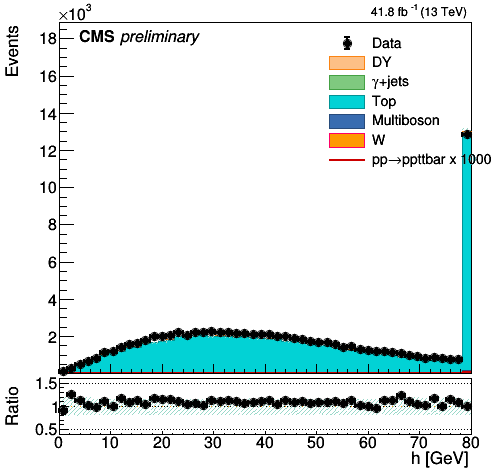 41.8 fb⁻¹ (13 TeV)
×10³
CMS preliminary
Events
18
16
14
12
10
8
6
4
2
Data
DY
γ+jets
Top
Multiboson
W
pp→ppttbar x 1000
Ratio
1.5
1
0.5
0 10 20 30 40 50 60 70 80
h [GeV]